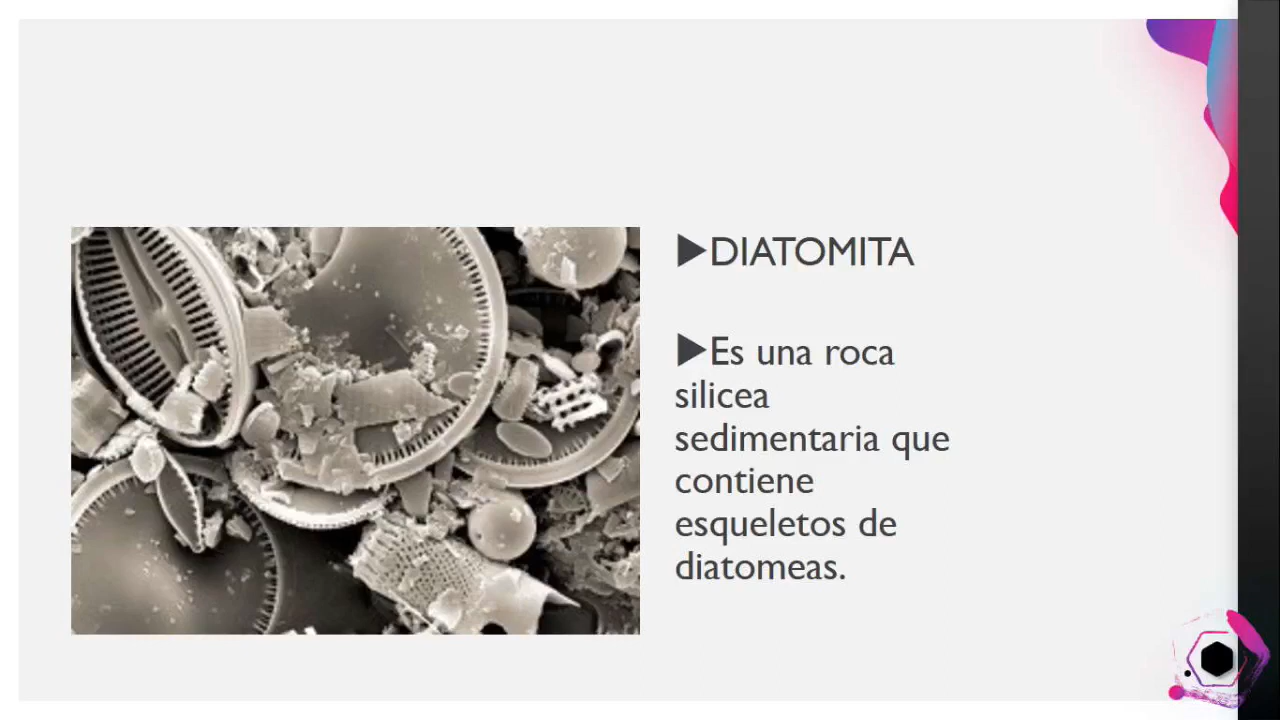 ▶DIATOMITA
▶Es una roca
silicea
sedimentaria que
contiene
esqueletos de
diatomeas.